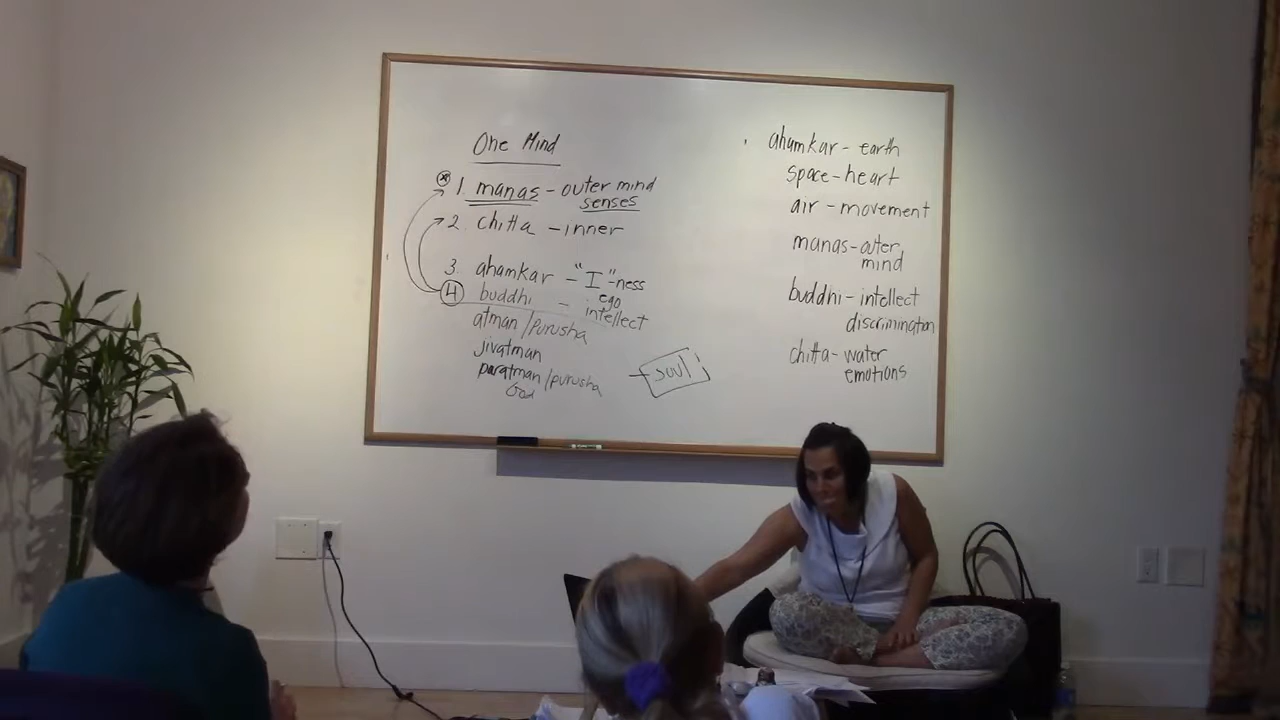 One Mind
1. manas - outer mind
senses
2. chitta - inner
3. ahamkar - "I"-ness
ego
4 buddhi - intellect
atman/purusha
jivatman
paratman/purusha
God
soul
ahamkar - earth
space - heart
air - movement
manas - outer
mind
buddhi - intellect
discrimination
chitta - water
emotions